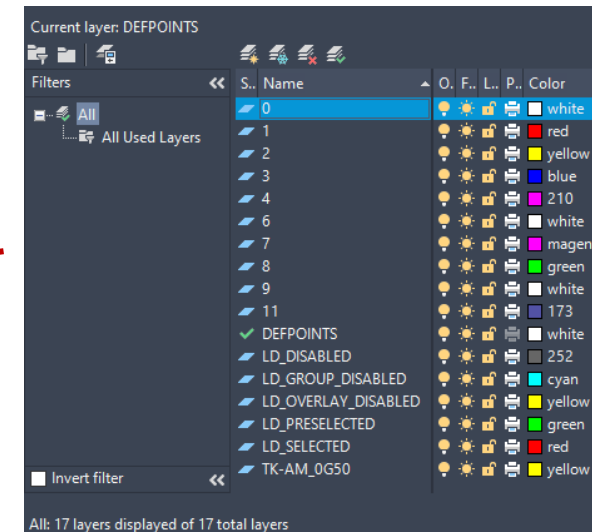 Current layer: DEFPOINTS
Filters <<
All
All Used Layers
Invert filter <<
S.. Name O. F.. L.. P.. Color
0 white
1 red
2 yellow
3 blue
4 210
6 white
7 magen
8 green
9 white
11 173
DEFPOINTS white
LD_DISABLED 252
LD_GROUP_DISABLED cyan
LD_OVERLAY_DISABLED yellow
LD_PRESELECTED green
LD_SELECTED red
TK-AM_0G50 yellow
All: 17 layers displayed of 17 total layers